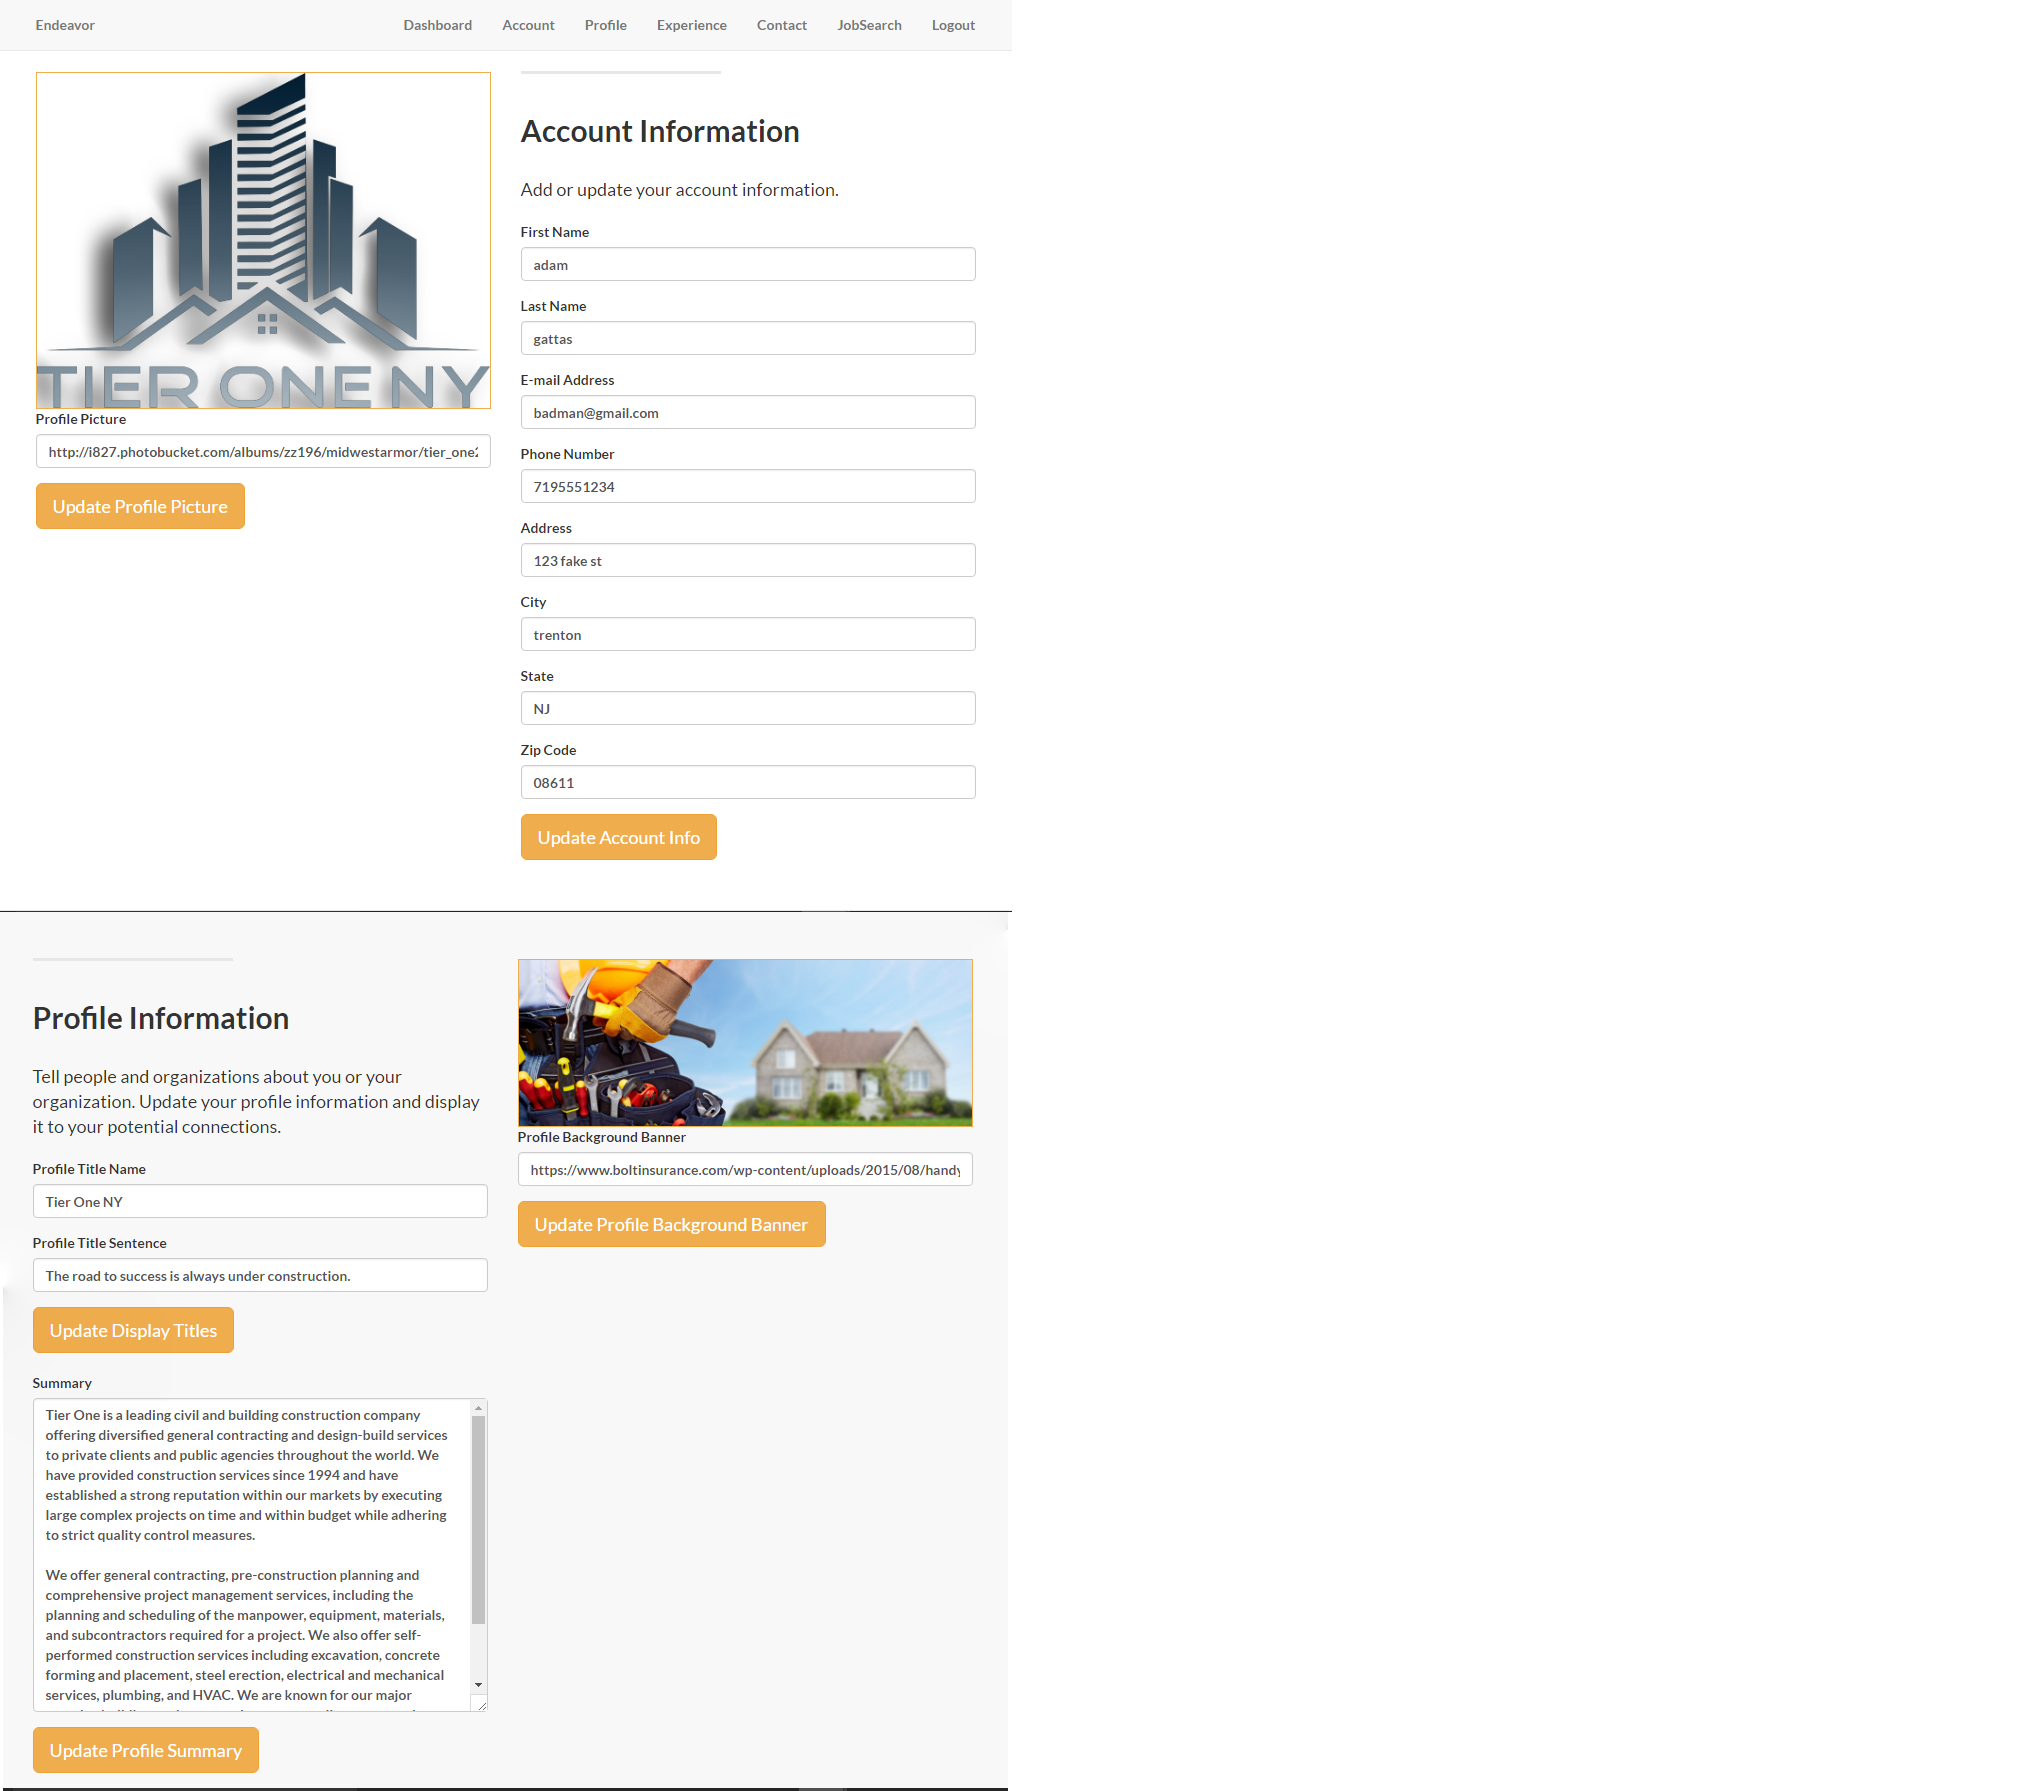 Endeavor
Dashboard
Account
Profile
Experience
Contact
JobSearch
Logout
TIER ONE NY
Profile Picture
http://i827.photobucket.com/albums/zz196/midwestarmor/tier_one2
Update Profile Picture
Account Information
Add or update your account information.
First Name
adam
Last Name
gattas
E-mail Address
badman@gmail.com
Phone Number
7195551234
Address
123 fake st
City
trenton
State
NJ
Zip Code
08611
Update Account Info
Profile Information
Tell people and organizations about you or your
organization. Update your profile information and display
it to your potential connections.
Profile Title Name
Tier One NY
Profile Title Sentence
The road to success is always under construction.
Update Display Titles
Summary
Tier One is a leading civil and building construction company
offering diversified general contracting and design-build services
to private clients and public agencies throughout the world. We
have provided construction services since 1994 and have
established a strong reputation within our markets by executing
large complex projects on time and within budget while adhering
to strict quality control measures.
We offer general contracting, pre-construction planning and
comprehensive project management services, including the
planning and scheduling of the manpower, equipment, materials,
and subcontractors required for a project. We also offer self-
performed construction services including excavation, concrete
forming and placement, steel erection, electrical and mechanical
services, plumbing, and HVAC. We are known for our major
Update Profile Summary
Profile Background Banner
https://www.boltinsurance.com/wp-content/uploads/2015/08/handy
Update Profile Background Banner